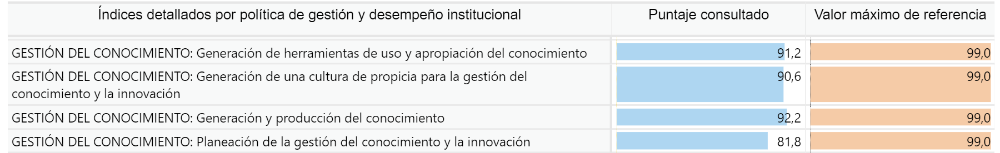 Índices detallados por política de gestión y desempeño institucional Puntaje consultado Valor máximo de referencia
GESTIÓN DEL CONOCIMIENTO: Generación de herramientas de uso y apropiación del conocimiento 91,2 99,0
GESTIÓN DEL CONOCIMIENTO: Generación de una cultura de propicia para la gestión del 90,6 99,0
conocimiento y la innovación
GESTIÓN DEL CONOCIMIENTO: Generación y producción del conocimiento 92,2 99,0
GESTIÓN DEL CONOCIMIENTO: Planeación de la gestión del conocimiento y la innovación 81,8 99,0